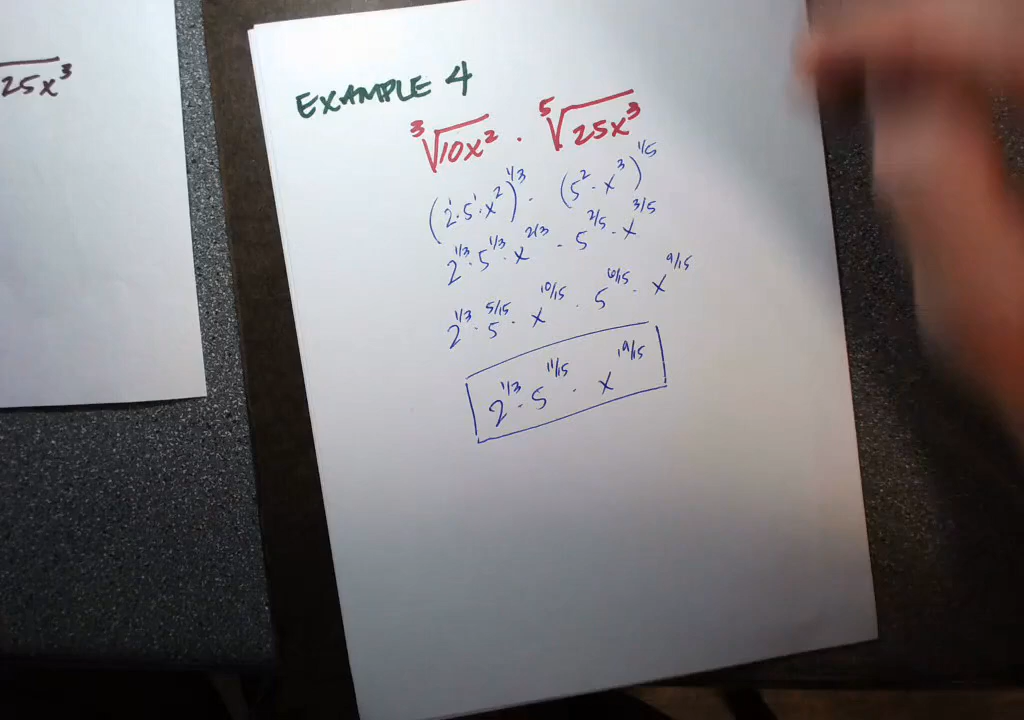 √25x³
EXAMPLE 4
∛10x² · ⁵√25x³
(2¹·5¹·x²)^1/3 · (5²·x³)^1/5
2^1/3 · 5^1/3 · x^2/3 · 5^2/5 · x^3/5
2^1/3 · 5^5/15 · x^10/15 · 5^6/15 · x^9/15
2^1/3 · 5^11/15 · x^19/15